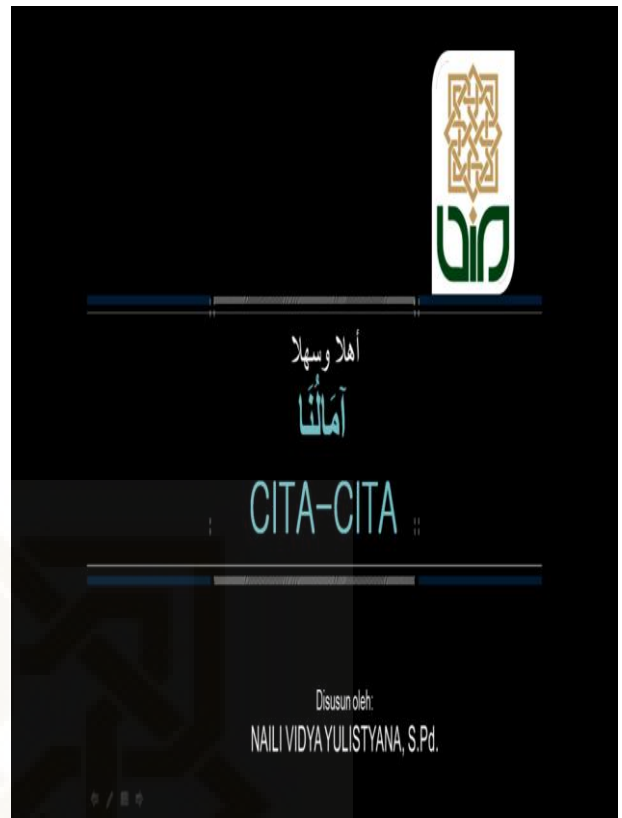 أهلا وسهلا
آمَالُنَا
CITA-CITA
Disusun oleh:
NAILI VIDYA YULISTYANA, S.Pd.